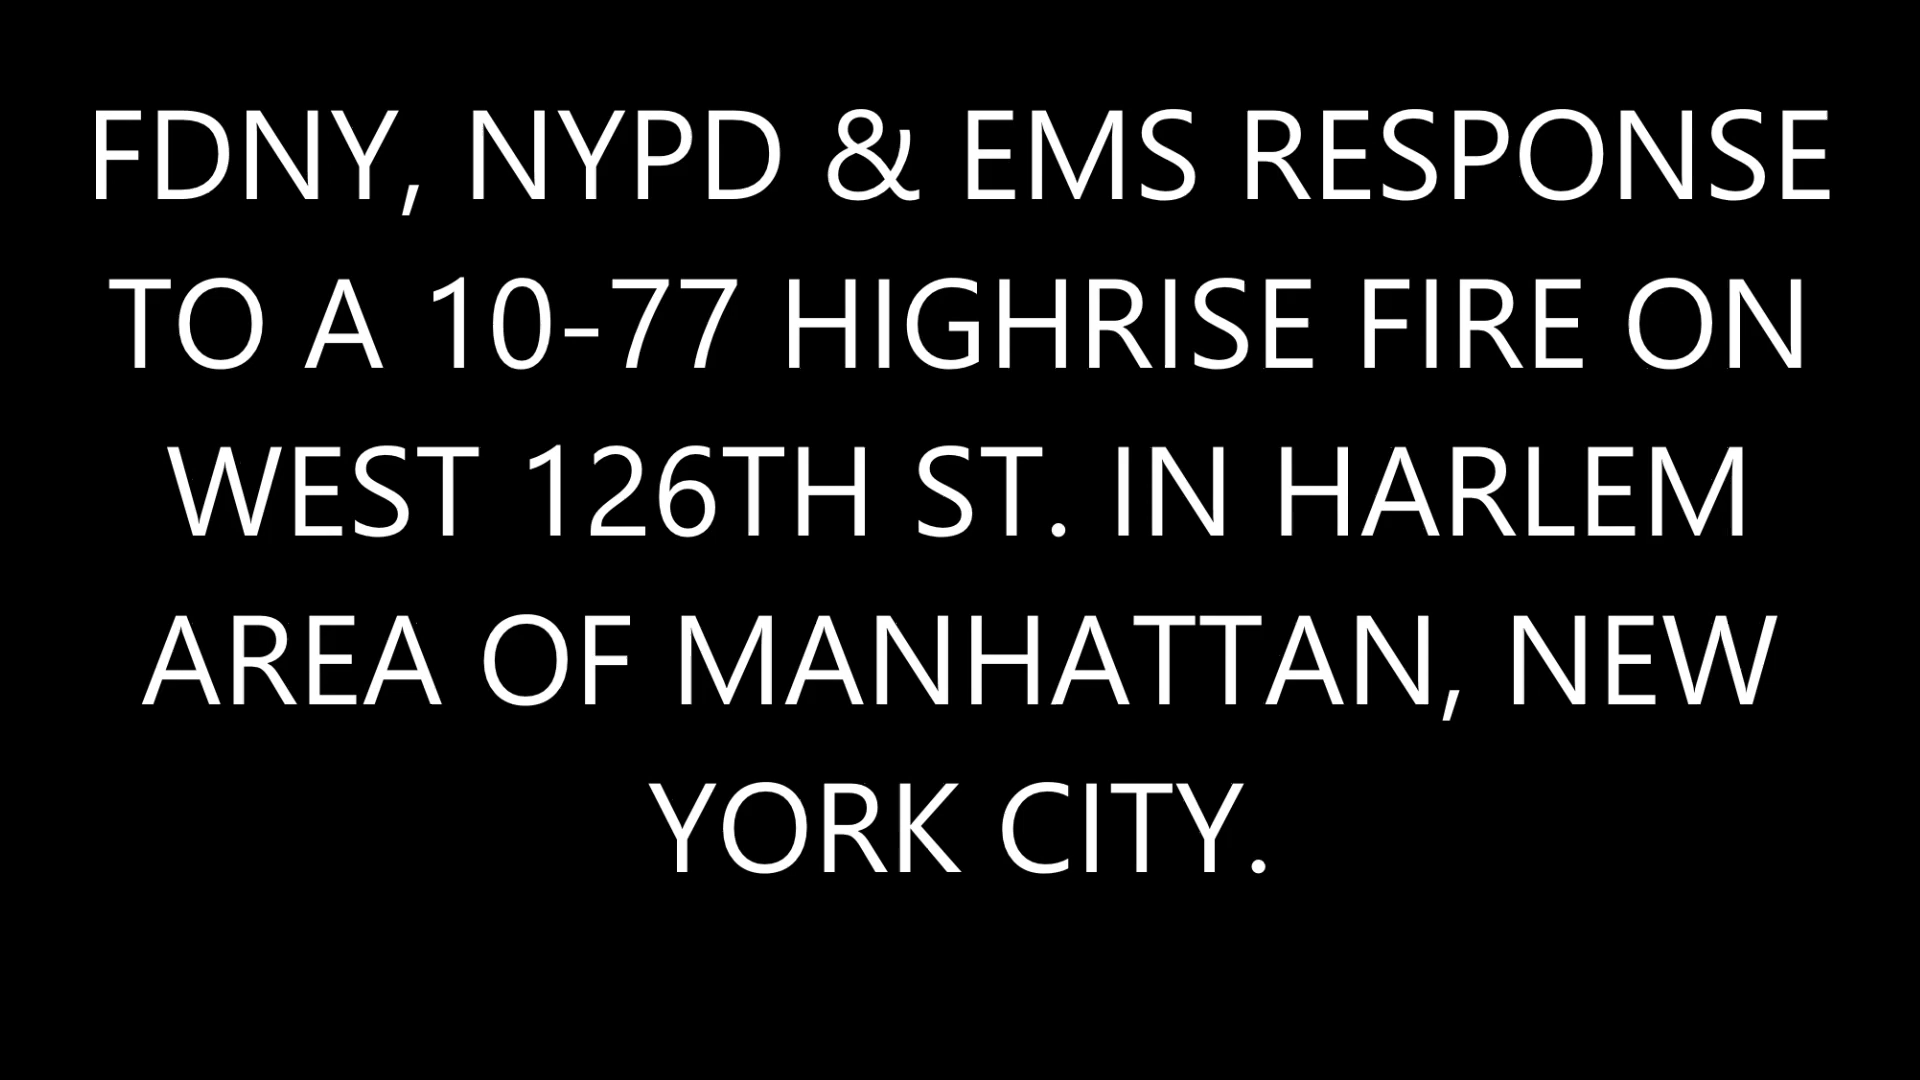 FDNY, NYPD & EMS RESPONSE
TO A 10-77 HIGHRISE FIRE ON
WEST 126TH ST. IN HARLEM
AREA OF MANHATTAN, NEW
YORK CITY.